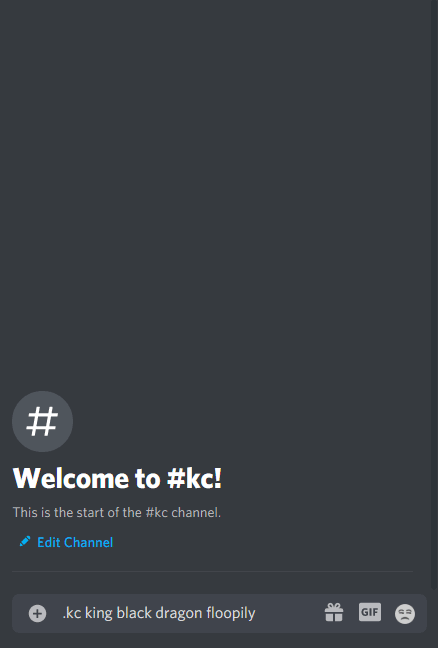 #
Welcome to #kc!
This is the start of the #kc channel.
Edit Channel
.kc king black dragon floopily
GIF